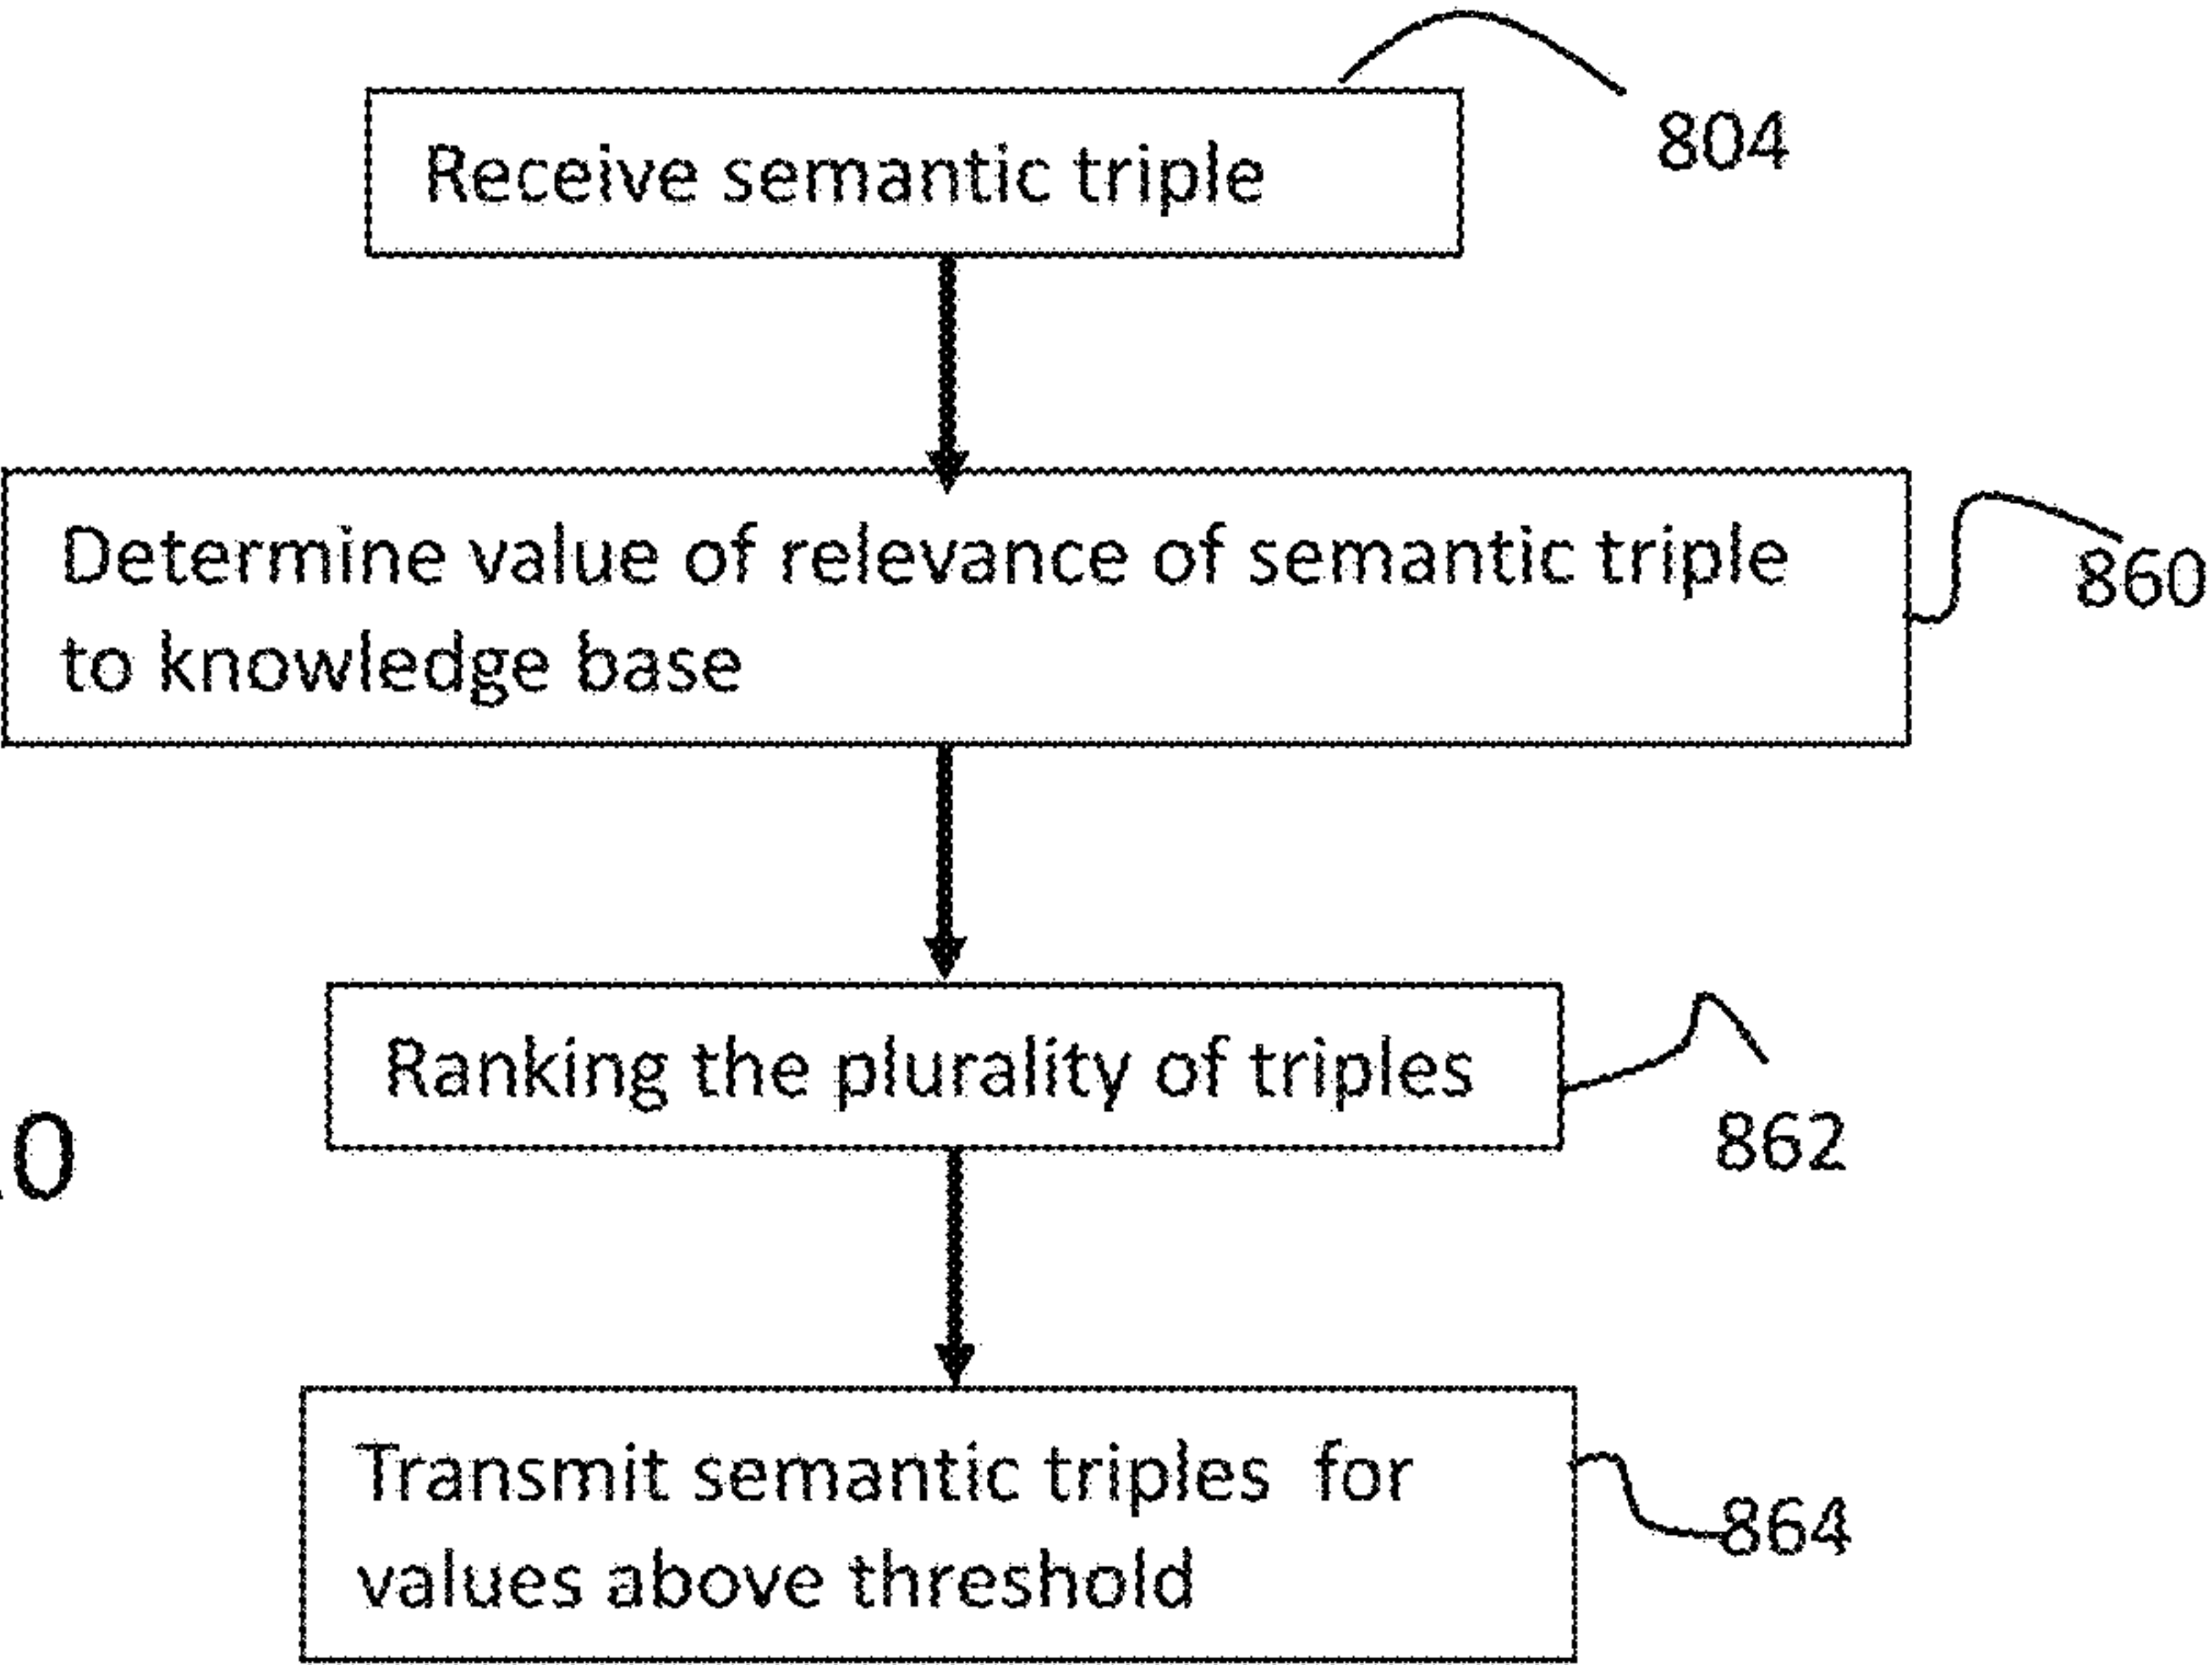 Receive semantic triple
804
Determine value of relevance of semantic triple
to knowledge base
860
Ranking the plurality of triples
862
0
Transmit semantic triples for
values above threshold
864